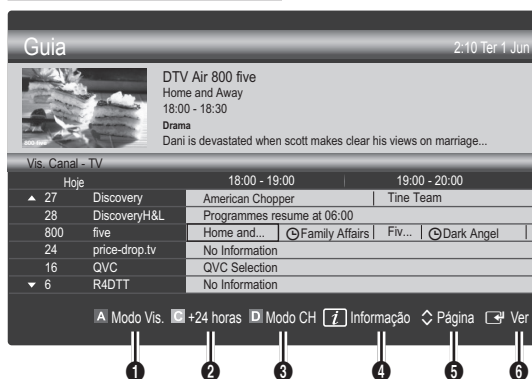 Guia
2:10 Ter 1 Jun
DTV Air 800 five
Home and Away
18:00 - 18:30
Drama
Dani is devastated when scott makes clear his views on marriage...
800 five
Vis. Canal - TV
Hoje 18:00 - 19:00 19:00 - 20:00
▲ 27 Discovery American Chopper Tine Team
28 DiscoveryH&L Programmes resume at 06:00
800 five Home and... Family Affairs Fiv... Dark Angel
24 price-drop.tv No Information
16 QVC QVC Selection
▼ 6 R4DTT No Information
A Modo Vis. C +24 horas D Modo CH i Informação Página Ver
1 2 3 4 5 6